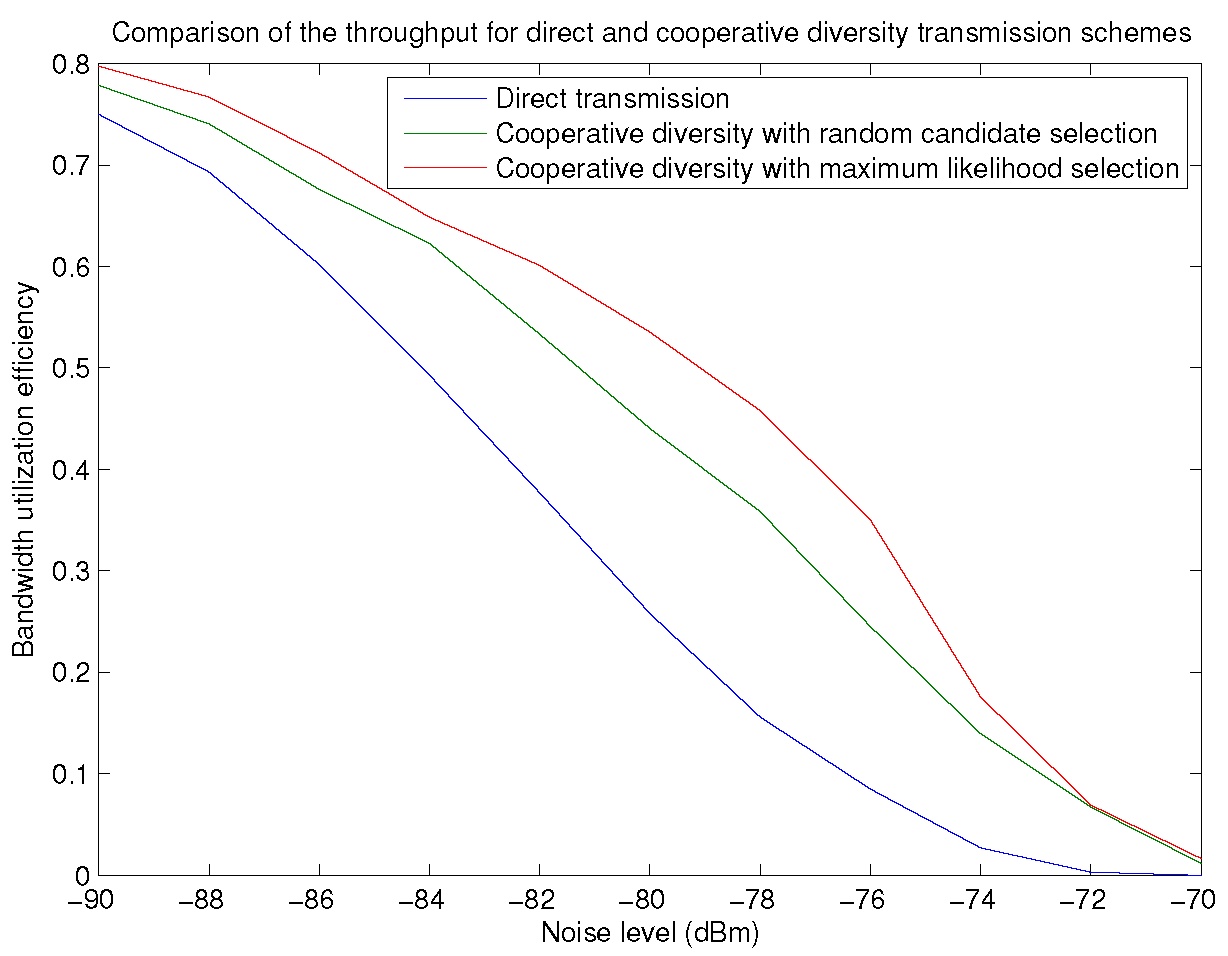 Comparison of the throughput for direct and cooperative diversity transmission schemes
0.8
0.7
0.6
0.5
0.4
0.3
0.2
0.1
0
Bandwidth utilization efficiency
Direct transmission
Cooperative diversity with random candidate selection
Cooperative diversity with maximum likelihood selection
−90 −88 −86 −84 −82 −80 −78 −76 −74 −72 −70
Noise level (dBm)